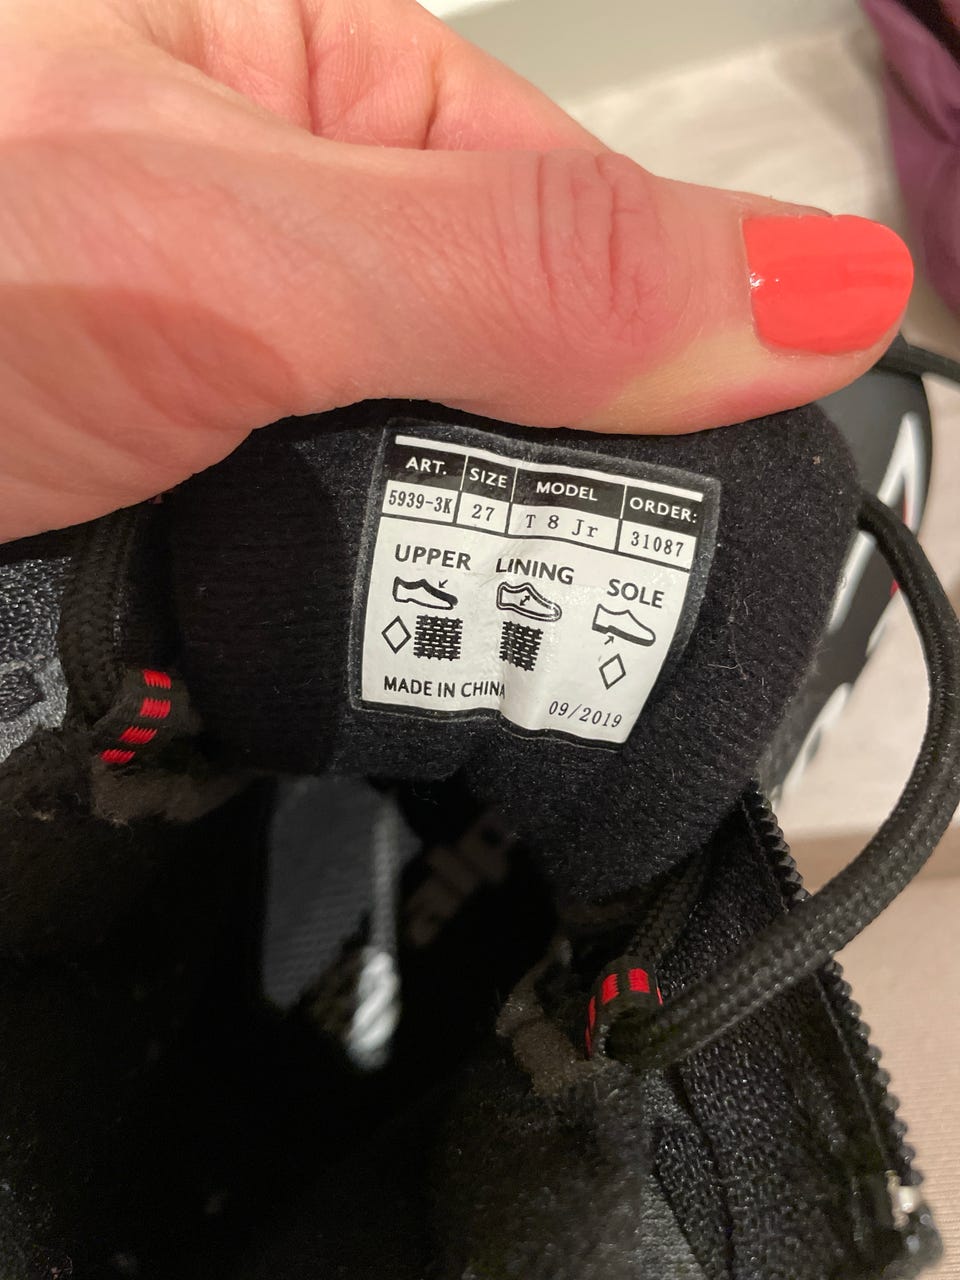 ART. SIZE MODEL ORDER:
5939-3K 27 T 8 Jr 31087
UPPER LINING SOLE
MADE IN CHINA 09/2019